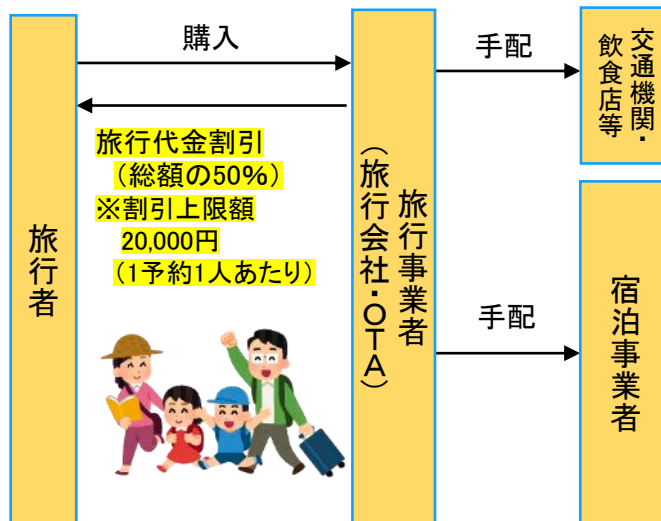 旅行者
購入
旅行代金割引
（総額の50%）
※割引上限額
20,000円
（1予約1人あたり）
旅行事業者
（旅行会社・OTA）
手配
交通機関・
飲食店等
手配
宿泊事業者